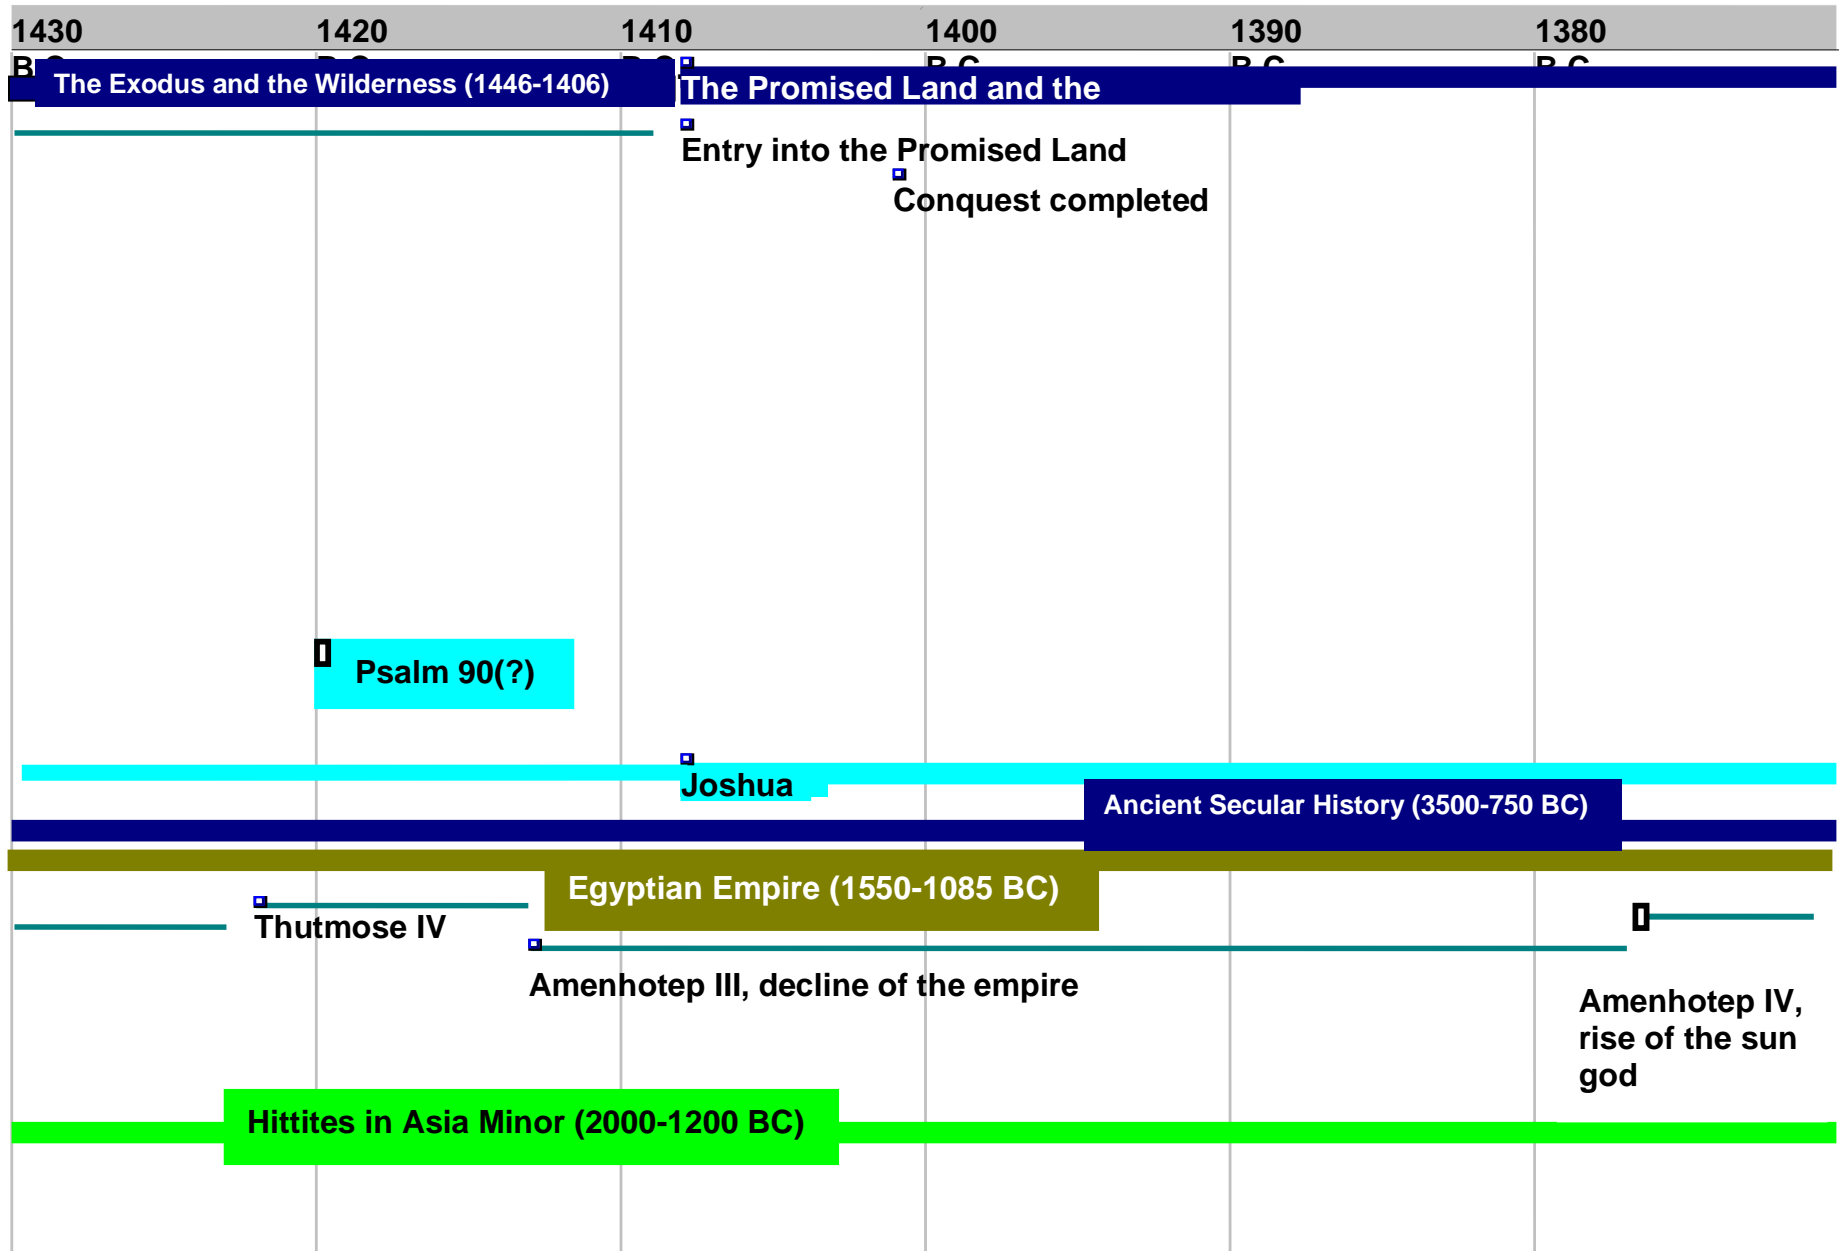 1430 1420 1410 1400 1390 1380
B.C. B.C. B.C. B.C. B.C. B.C.
The Exodus and the Wilderness (1446-1406)
The Promised Land and the
Entry into the Promised Land
Conquest completed
Psalm 90(?)
Joshua
Ancient Secular History (3500-750 BC)
Egyptian Empire (1550-1085 BC)
Thutmose IV
Amenhotep III, decline of the empire
Amenhotep IV,
rise of the sun
god
Hittites in Asia Minor (2000-1200 BC)